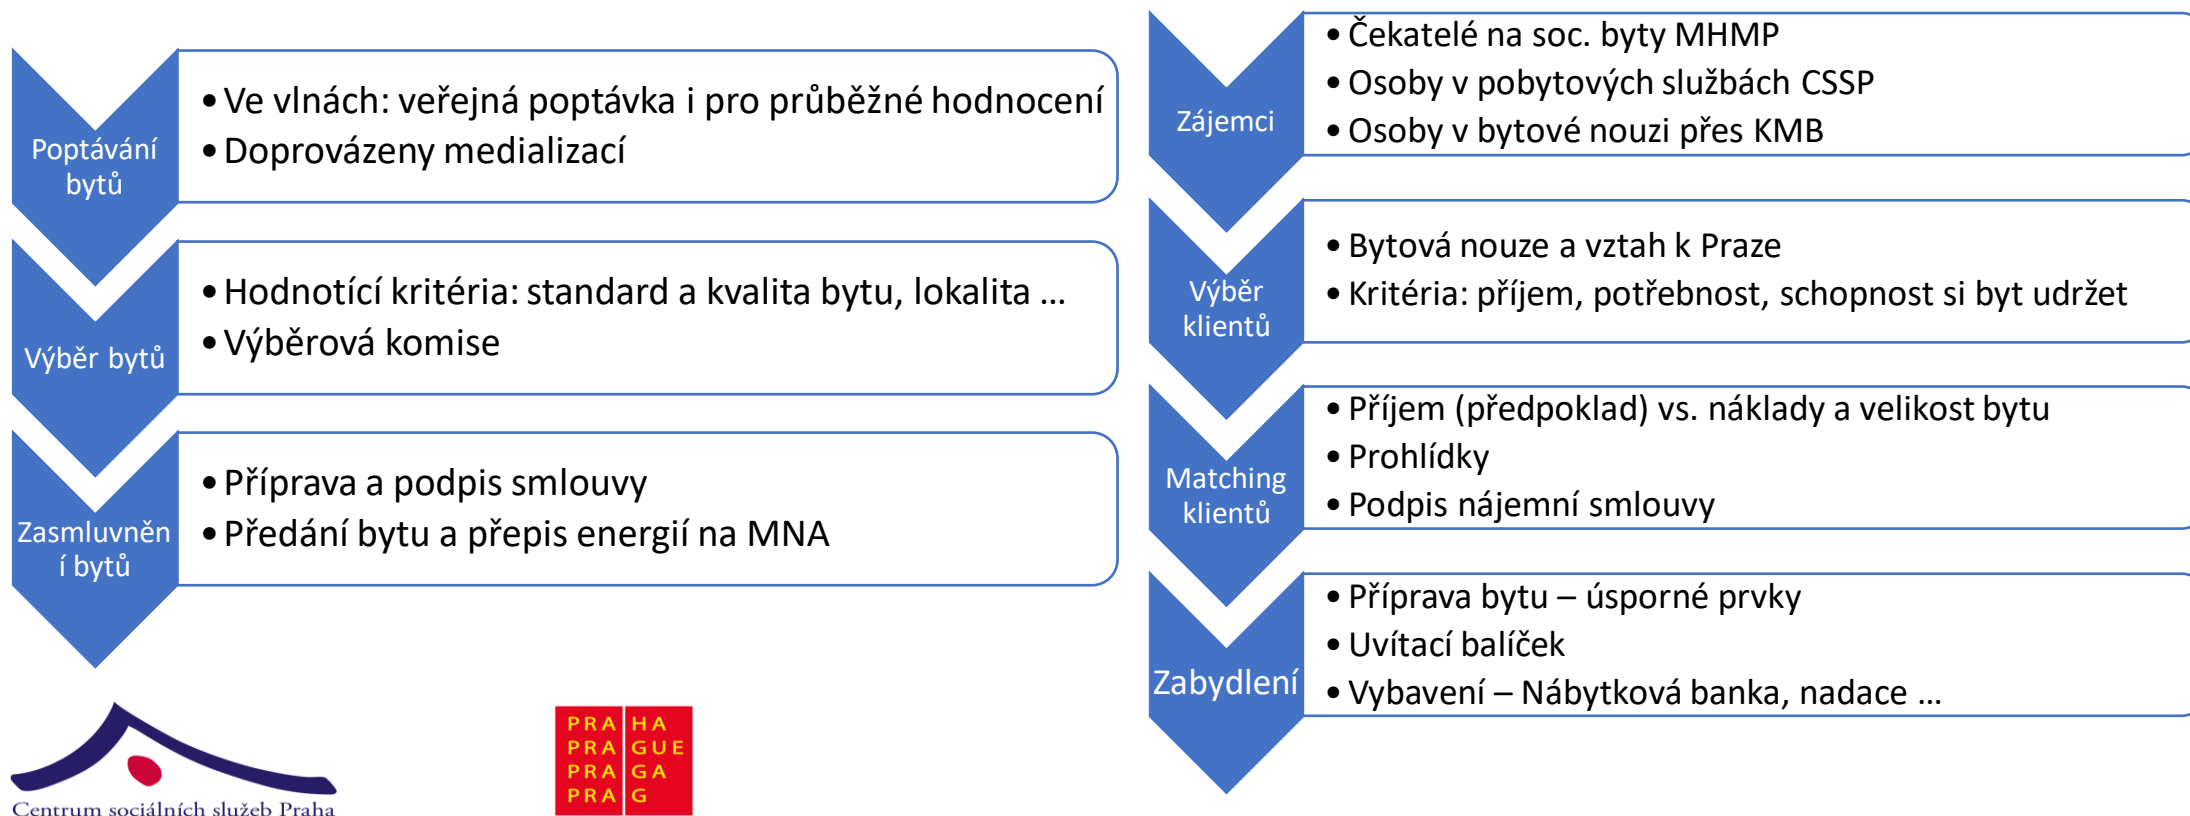 Poptávání
bytů
• Ve vlnách: veřejná poptávka i pro průběžné hodnocení
• Doprovázeny medializací
Výběr bytů
• Hodnotící kritéria: standard a kvalita bytu, lokalita ...
• Výběrová komise
Zasmluvněn
í bytů
• Příprava a podpis smlouvy
• Předání bytu a přepis energií na MNA
Zájemci
• Čekatelé na soc. byty MHMP
• Osoby v pobytových službách CSSP
• Osoby v bytové nouzi přes KMB
Výběr
klientů
• Bytová nouze a vztah k Praze
• Kritéria: příjem, potřebnost, schopnost si byt udržet
Matching
klientů
• Příjem (předpoklad) vs. náklady a velikost bytu
• Prohlídky
• Podpis nájemní smlouvy
Zabydlení
• Příprava bytu – úsporné prvky
• Uvítací balíček
• Vybavení – Nábytková banka, nadace ...
Centrum sociálních služeb Praha
PRA HA
PRA GUE
PRA GA
PRA G